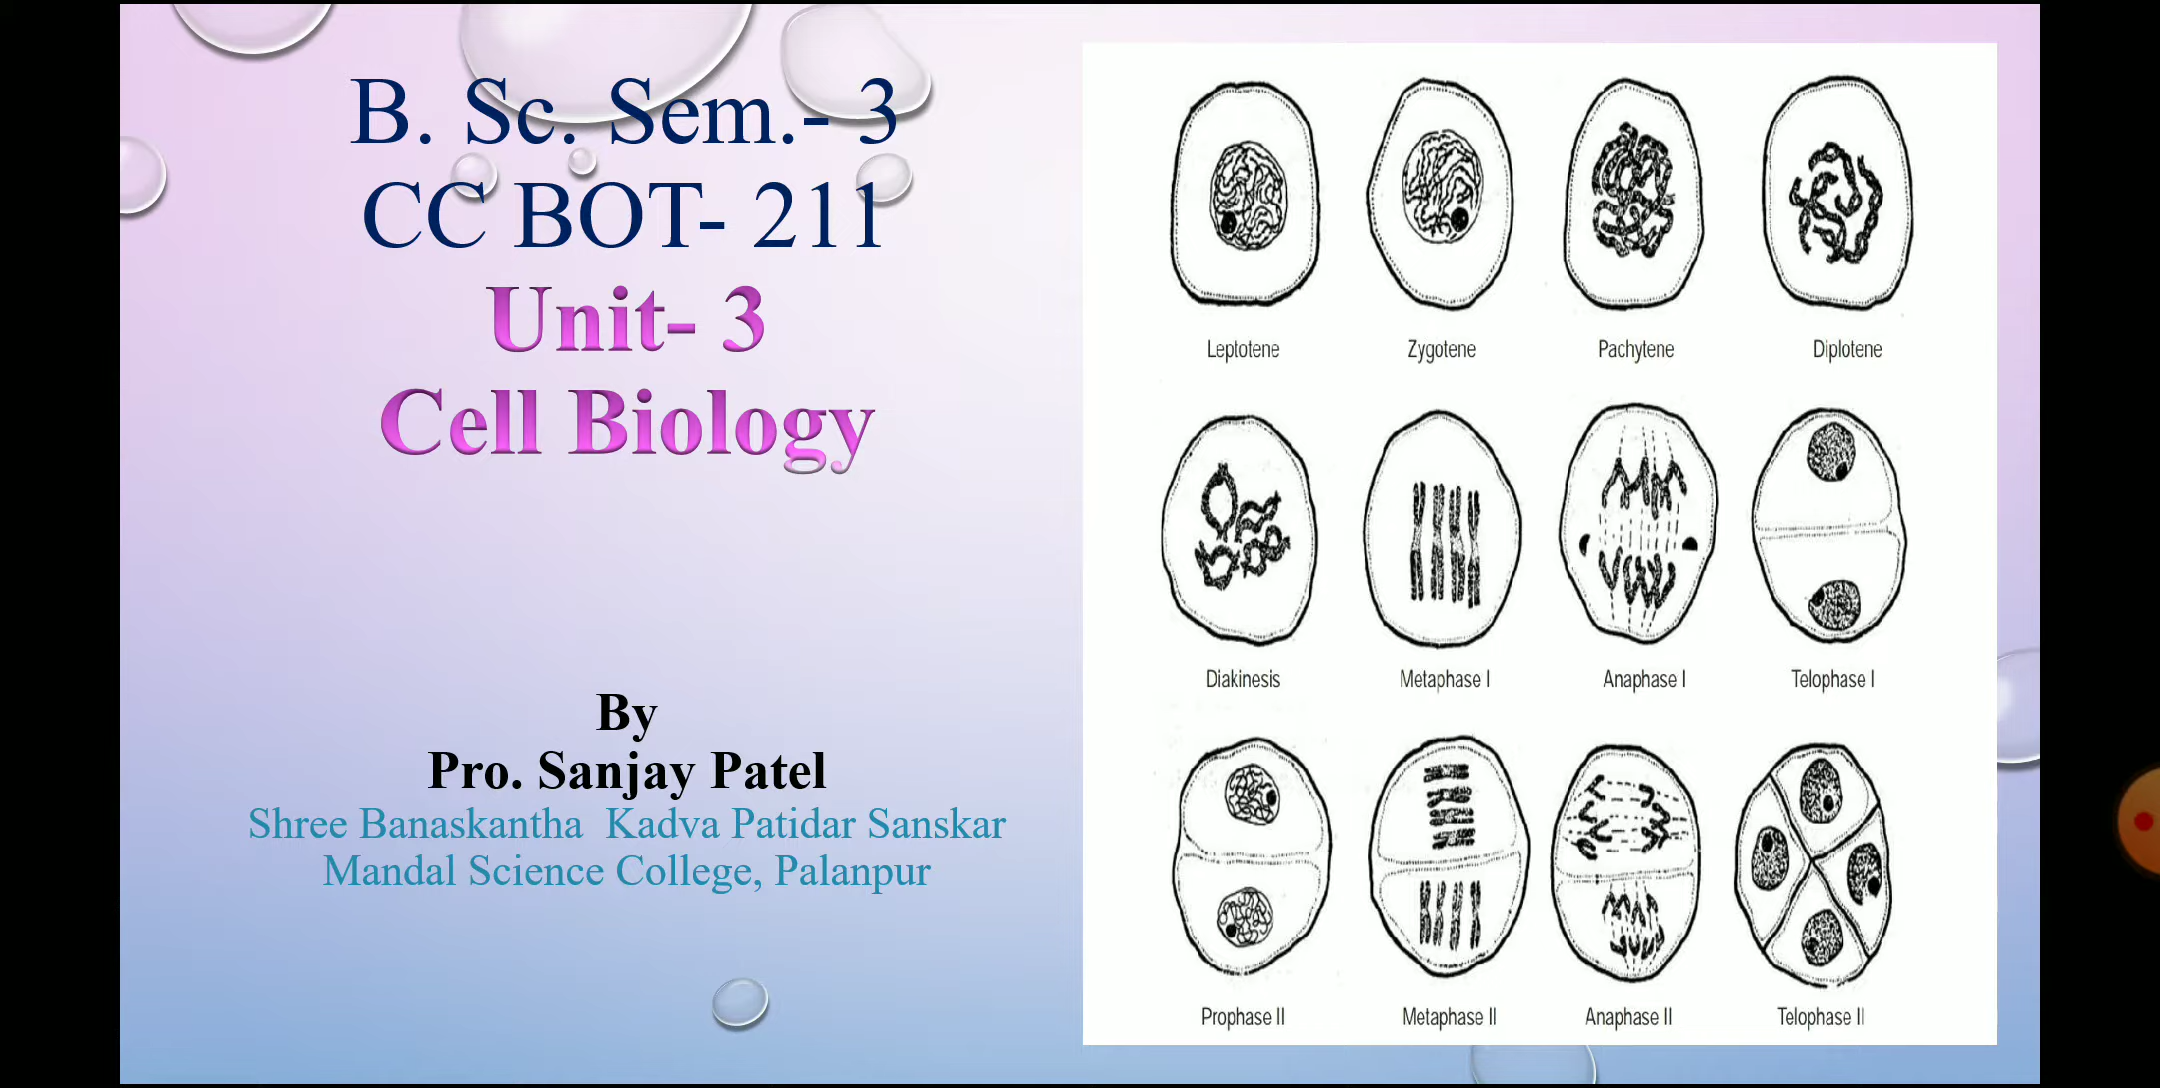 B. Sc. Sem.- 3
CC BOT- 211
Unit- 3
Cell Biology
By
Pro. Sanjay Patel
Shree Banaskantha Kadva Patidar Sanskar
Mandal Science College, Palanpur
Leptotene
Zygotene
Pachytene
Diplotene
Diakinesis
Metaphase I
Anaphase I
Telophase I
Prophase II
Metaphase II
Anaphase II
Telophase II